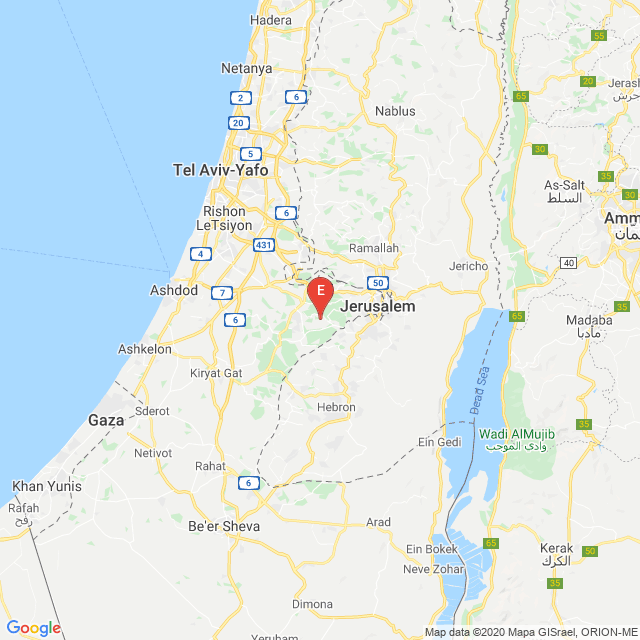 Hadera
55
Netanya
2
6
65
20
Jerash
جرش
Nablus
20
5
30
Tel Aviv-Yafo
35
As-Salt
السلط
30
Rishon
LeTsiyon
6
Amm
عمان
431
Ramallah
4
Jericho
40
50
Ashdod
7
E
Jerusalem
35
6
65
Madaba
مأدبا
Ashkelon
Kiryat Gat
Dead Sea
Hebron
Sderot
Gaza
35
Ein Gedi
Wadi AlMujib
وادي الموجب
Netivot
Rahat
Khan Yunis
6
Rafah
رفح
Be'er Sheva
Arad
Ein Bokek
65
Kerak
الكرك
50
Neve Zohar
35
Dimona
Google
Yeruham
Map data ©2020 Mapa GISrael, ORION-ME